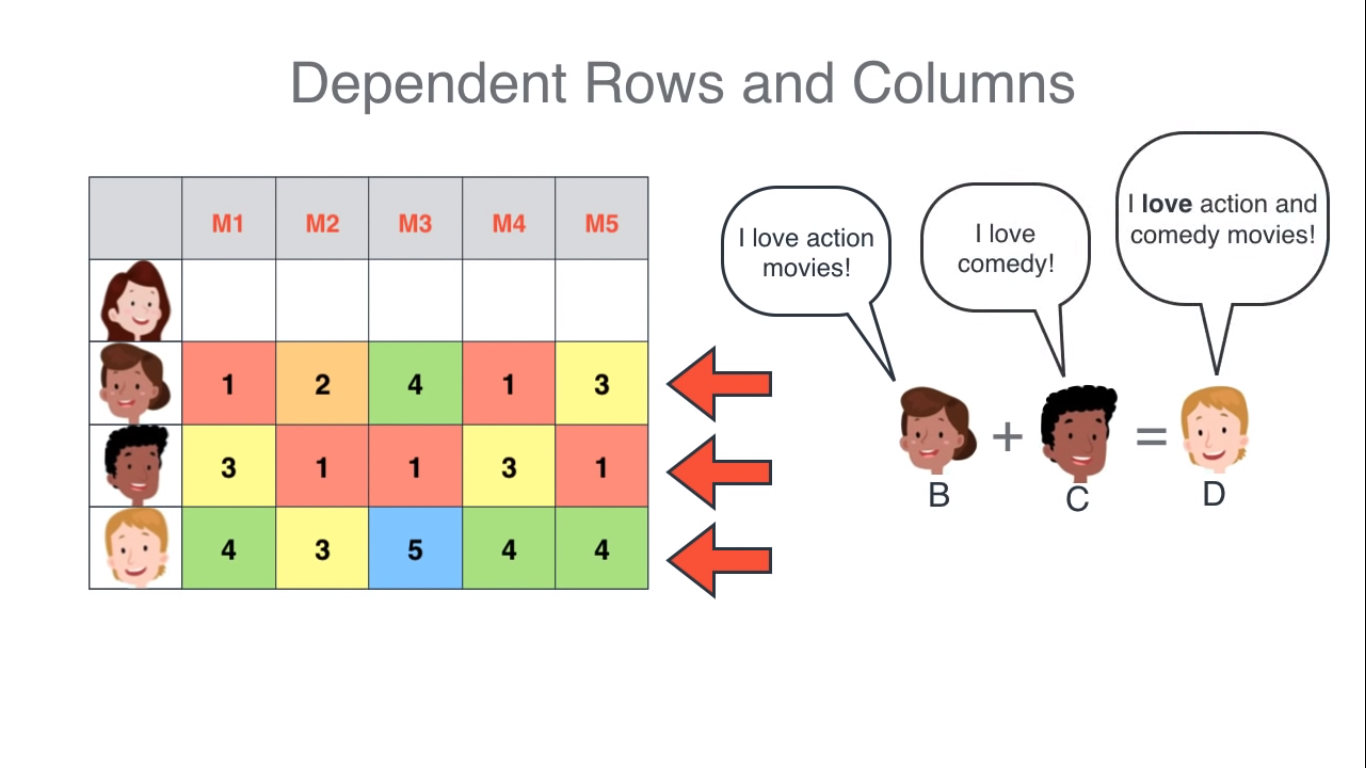 Dependent Rows and Columns
M1 M2 M3 M4 M5
1 2 4 1 3
3 1 1 3 1
4 3 5 4 4
I love action
movies!
I love
comedy!
I love action and
comedy movies!
+ =
B C D